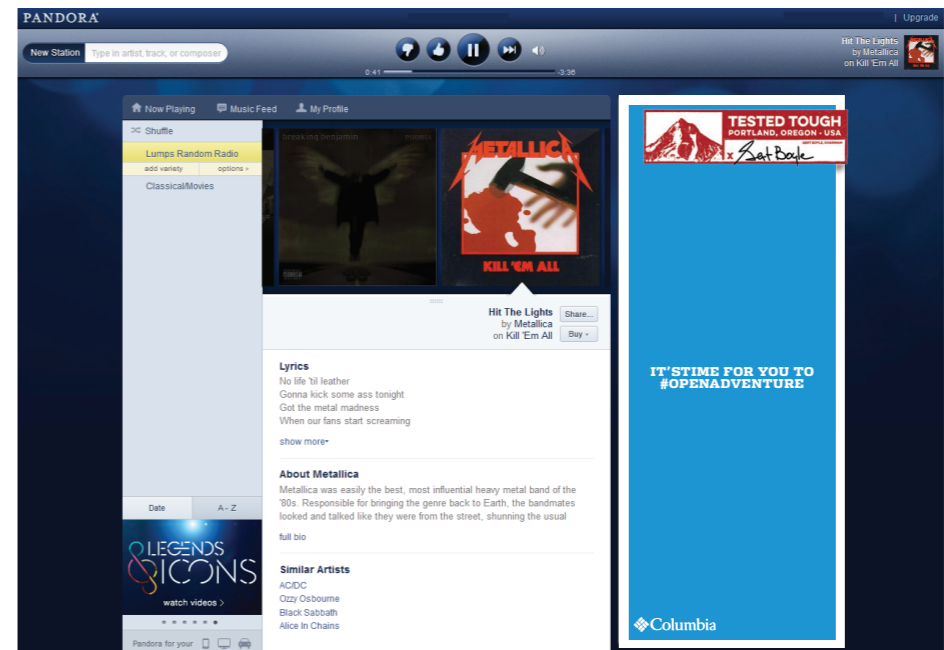 PANDORA
| Upgrade
New Station Type in artist, track, or composer
0:41 -3:36
Hit The Lights
by Metallica
on Kill 'Em All
Now Playing Music Feed My Profile
Shuffle
Lumps Random Radio
add variety options
Classical/Movies
breaking benjamin PHOBIA
METALLICA
KILL 'EM ALL
Hit The Lights
by Metallica
on Kill 'Em All
Share...
Buy
Lyrics
No life 'til leather
Gonna kick some ass tonight
Got the metal madness
When our fans start screaming
show more
About Metallica
Metallica was easily the best, most influential heavy metal band of the
'80s. Responsible for bringing the genre back to Earth, the bandmates
looked and talked like they were from the street, shunning the usual
full bio
Similar Artists
AC/DC
Ozzy Osbourne
Black Sabbath
Alice In Chains
Date A - Z
LEGENDS
& ICONS
watch videos >
Pandora for your
TESTED TOUGH
PORTLAND, OREGON • USA
GERT BOYLE, CHAIRMAN
x Gert Boyle
IT'STIME FOR YOU TO
#OPENADVENTURE
Columbia